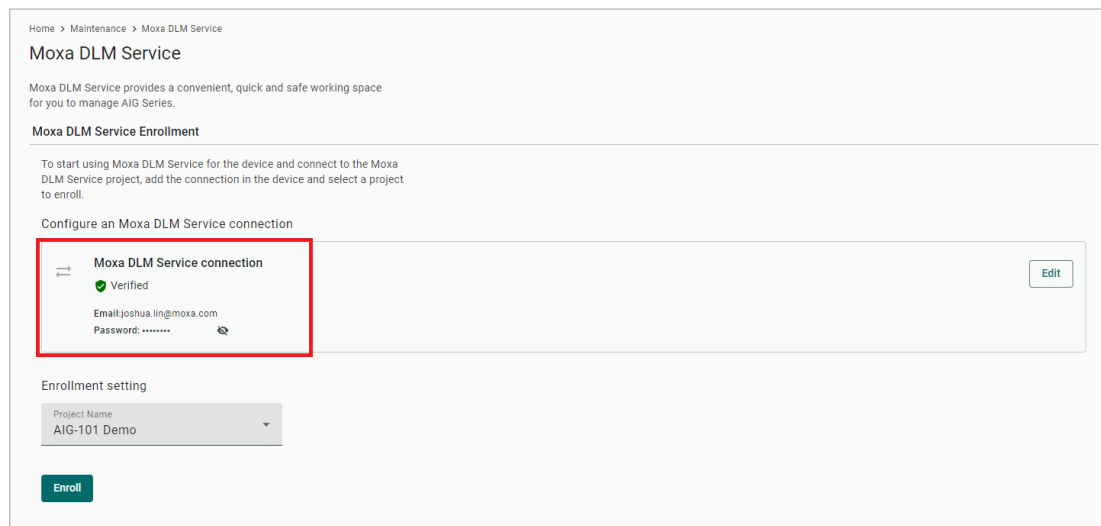 Home > Maintenance > Moxa DLM Service
Moxa DLM Service
Moxa DLM Service provides a convenient, quick and safe working space
for you to manage AIG Series.
Moxa DLM Service Enrollment
To start using Moxa DLM Service for the device and connect to the Moxa
DLM Service project, add the connection in the device and select a project
to enroll.
Configure an Moxa DLM Service connection
Moxa DLM Service connection
Verified
Edit
Email:joshua.lin@moxa.com
Password: ••••••••
Enrollment setting
Project Name
AIG-101 Demo
Enroll